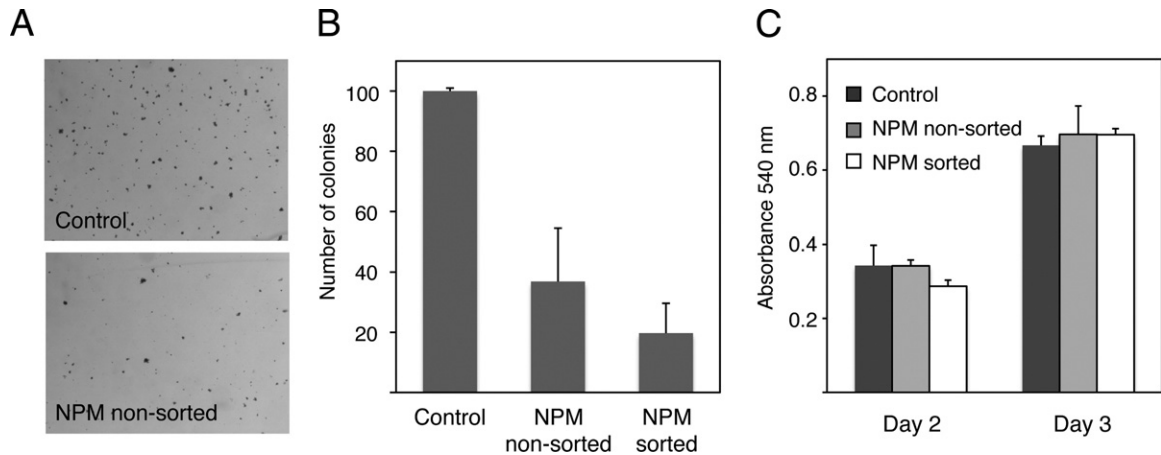 A
Control
NPM non-sorted
B
Number of colonies
100
80
60
40
20
Control
NPM
non-sorted
NPM
sorted
C
Absorbance 540 nm
0.8
0.6
0.4
0.2
Control
NPM non-sorted
NPM sorted
Day 2
Day 3